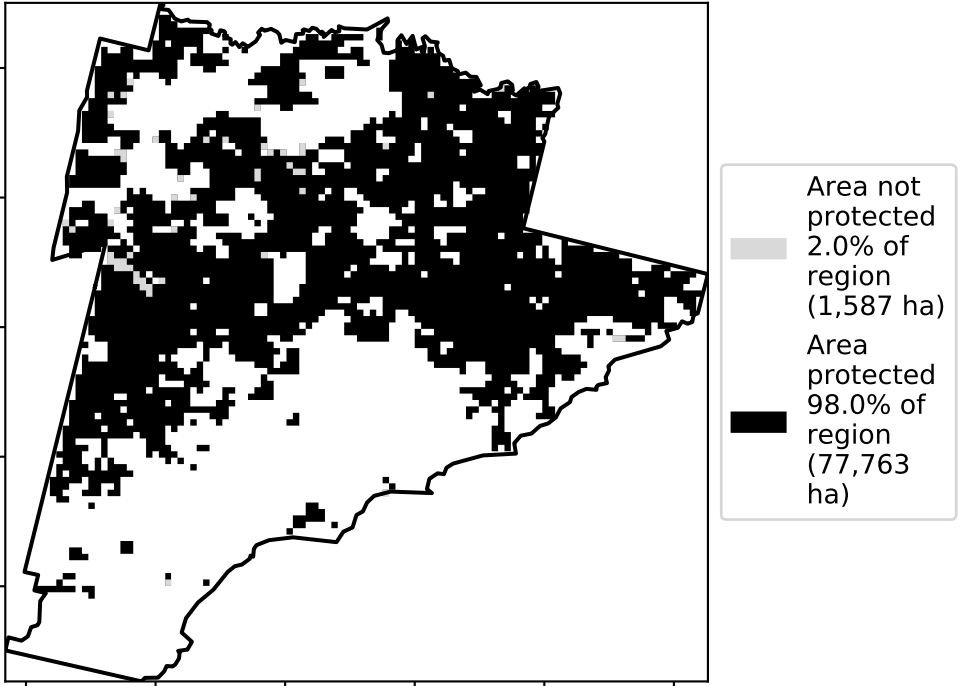 Area not
protected
2.0% of
region
(1,587 ha)
Area
protected
98.0% of
region
(77,763
ha)